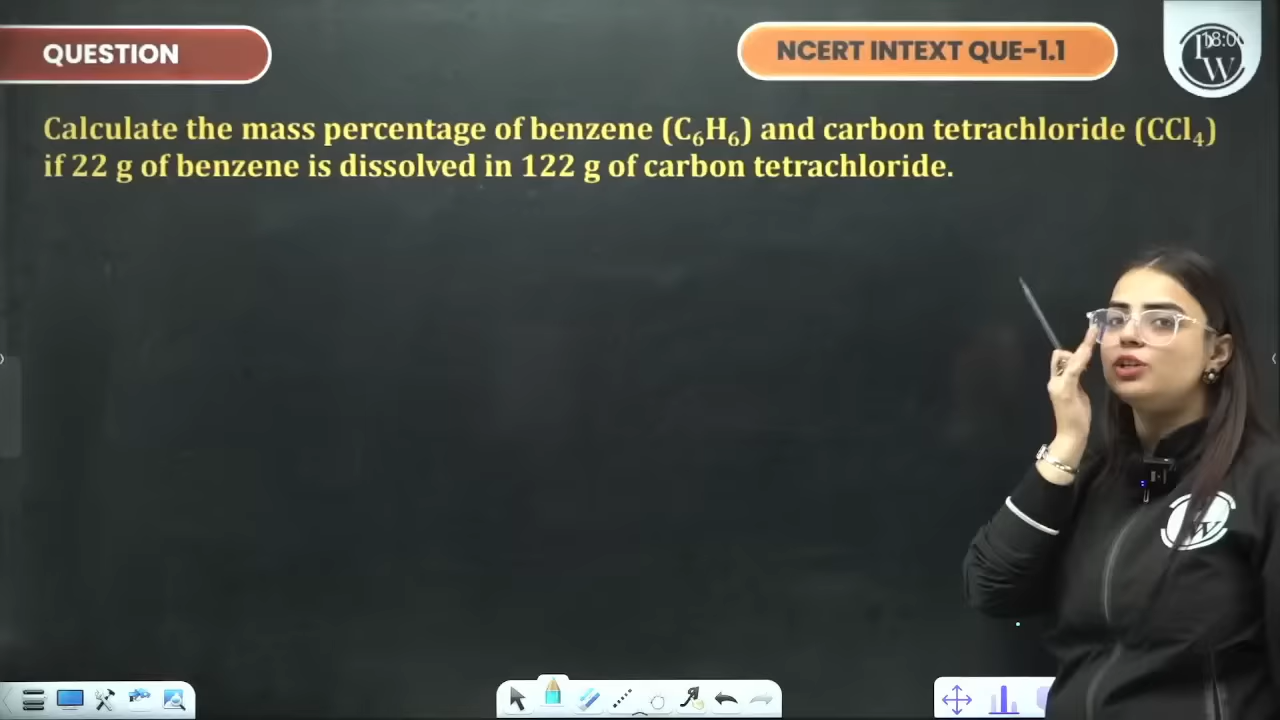 QUESTION
NCERT INTEXT QUE-1.1
Calculate the mass percentage of benzene (C₆H₆) and carbon tetrachloride (CCl₄)
if 22 g of benzene is dissolved in 122 g of carbon tetrachloride.